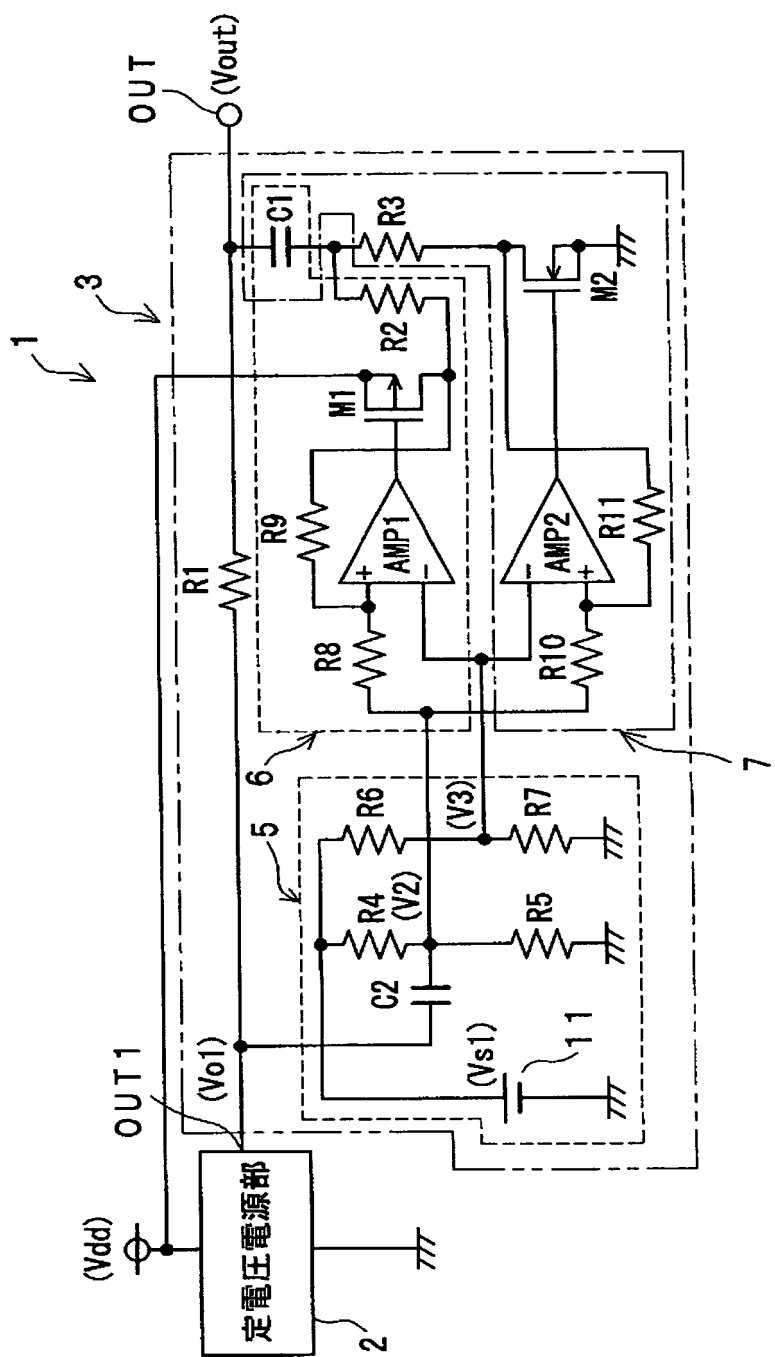 1
3
OUT
(Vout)
OUT1
(Vdd)
(Vo1)
R1
定電圧電源部
2
C1
R3
R2
M1
M2
R9
AMP1
+
-
R8
AMP2
-
+
R11
R10
6
7
5
R6
(V3)
R7
R4
(V2)
R5
C2
(Vs1)
11